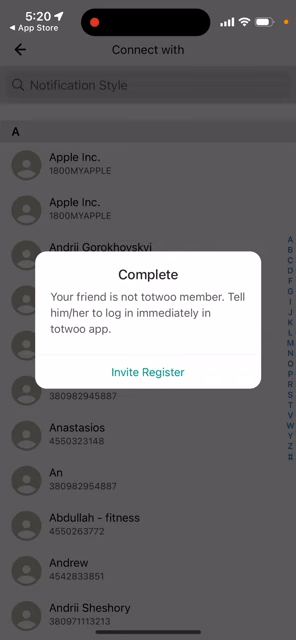 5:20
◀ App Store
Connect with
Notification Style
A
Apple Inc.
1800MYAPPLE
Apple Inc.
1800MYAPPLE
Andrii Gorokhovskyi
Complete
Your friend is not totwoo member. Tell
him/her to log in immediately in
totwoo app.
Invite Register
380982945887
Anastasios
4550323148
An
380982954887
Abdullah - fitness
4550263772
Andrew
4542833851
Andrii Sheshory
380971113213
A
B
C
D
F
G
I
J
K
L
M
N
O
P
R
S
T
V
W
Y
Z
#